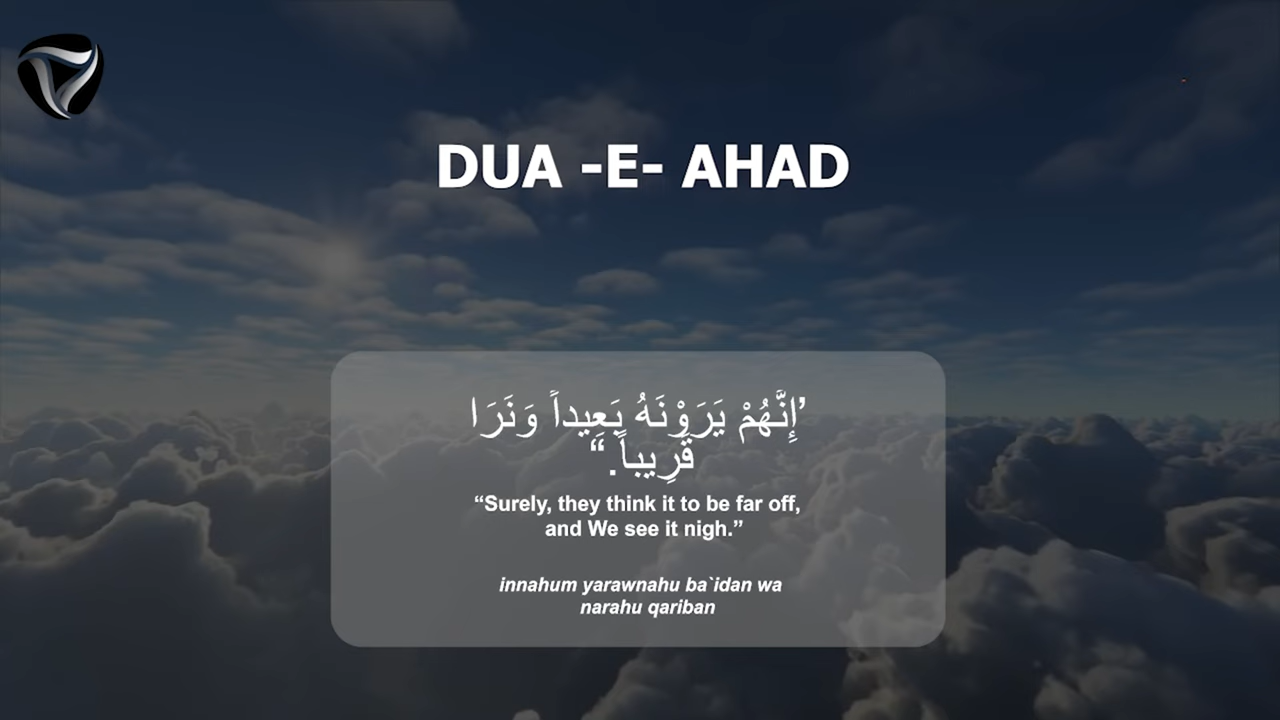 DUA -E- AHAD
’إِنَّهُمْ يَرَوْنَهُ بَعِيداً وَنَرَا
قَرِيباً.“
“Surely, they think it to be far off,
and We see it nigh.”
innahum yarawnahu ba`idan wa
narahu qariban